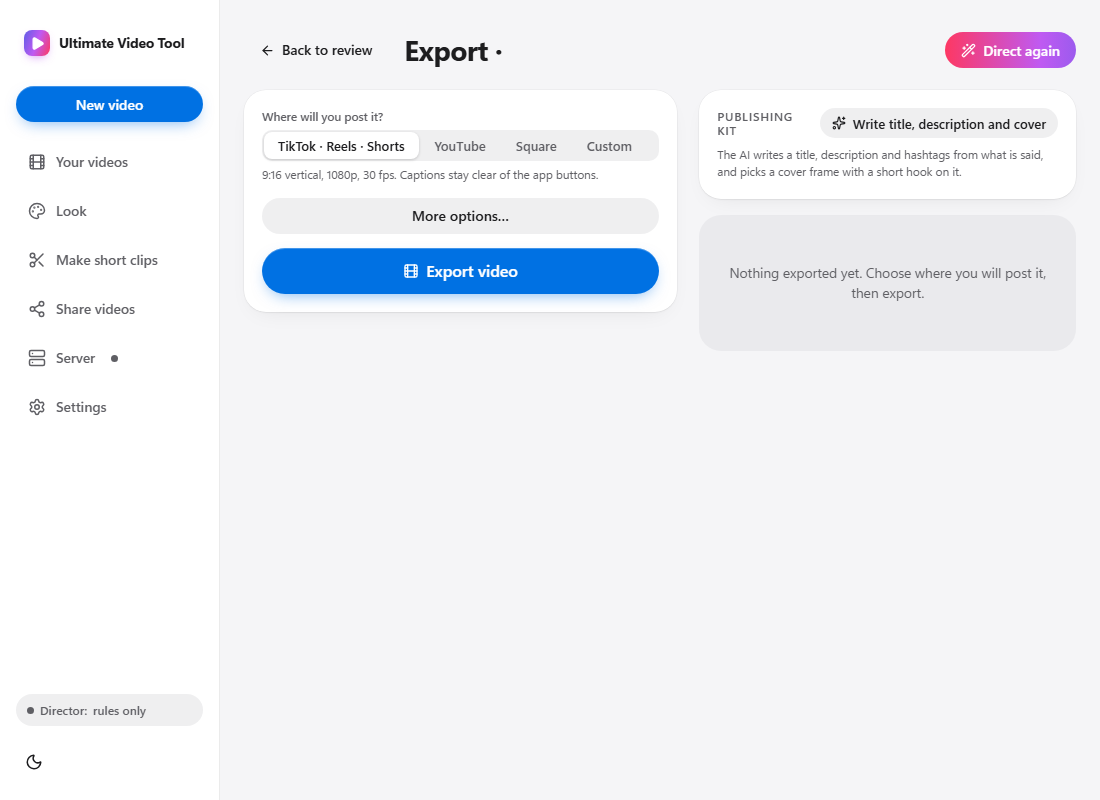 Ultimate Video Tool
New video
Your videos
Look
Make short clips
Share videos
Server
Settings
Director: rules only
Back to review
Export ·
Direct again
Where will you post it?
TikTok · Reels · Shorts
YouTube
Square
Custom
9:16 vertical, 1080p, 30 fps. Captions stay clear of the app buttons.
More options...
Export video
PUBLISHING
KIT
Write title, description and cover
The AI writes a title, description and hashtags from what is said,
and picks a cover frame with a short hook on it.
Nothing exported yet. Choose where you will post it,
then export.